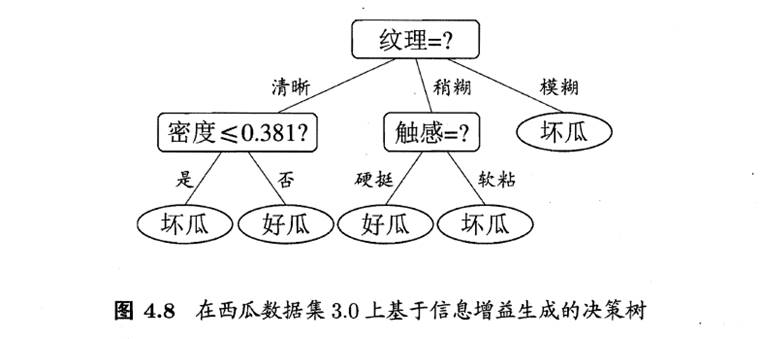 纹理=?
清晰
稍糊
模糊
密度≤0.381?
触感=?
坏瓜
是
否
硬挺
软粘
坏瓜
好瓜
好瓜
坏瓜
图 4.8 在西瓜数据集 3.0 上基于信息增益生成的决策树